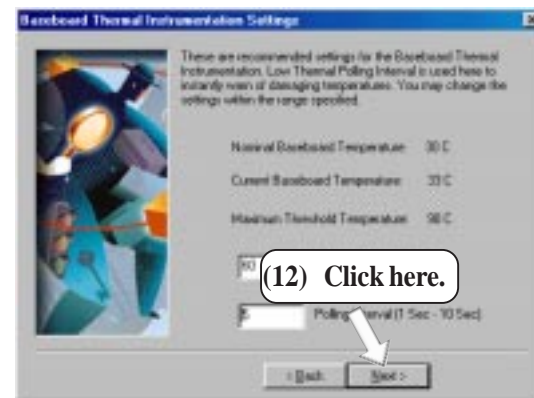 Baseboard Thermal Instrumentation Settings
These are recommended settings for the Baseboard Thermal
Instrumentation. Low Thermal Polling Interval is used here to
instantly warn of damaging temperatures. You may change the
settings within the range specified.
Nominal Baseboard Temperature: 30 C
Current Baseboard Temperature: 33 C
Maximum Threshold Temperature: 90 C
(12) Click here.
Polling Interval (1 Sec - 10 Sec)
< Back
Next >